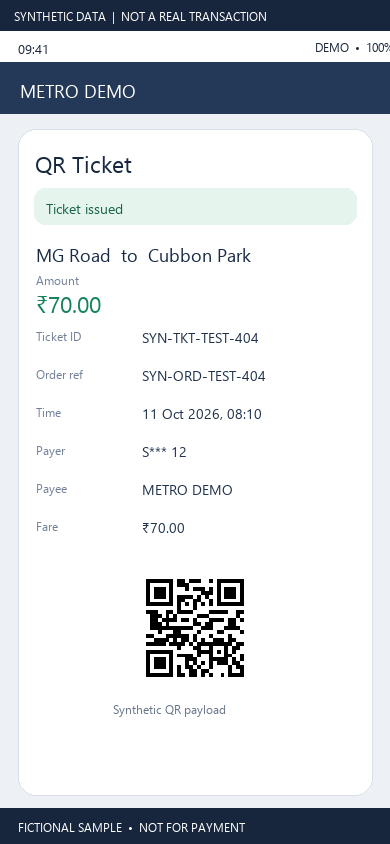 SYNTHETIC DATA | NOT A REAL TRANSACTION
09:41 DEMO • 100%
METRO DEMO
QR Ticket
Ticket issued
MG Road to Cubbon Park
Amount
₹70.00
Ticket ID SYN-TKT-TEST-404
Order ref SYN-ORD-TEST-404
Time 11 Oct 2026, 08:10
Payer S*** 12
Payee METRO DEMO
Fare ₹70.00
Synthetic QR payload
FICTIONAL SAMPLE • NOT FOR PAYMENT